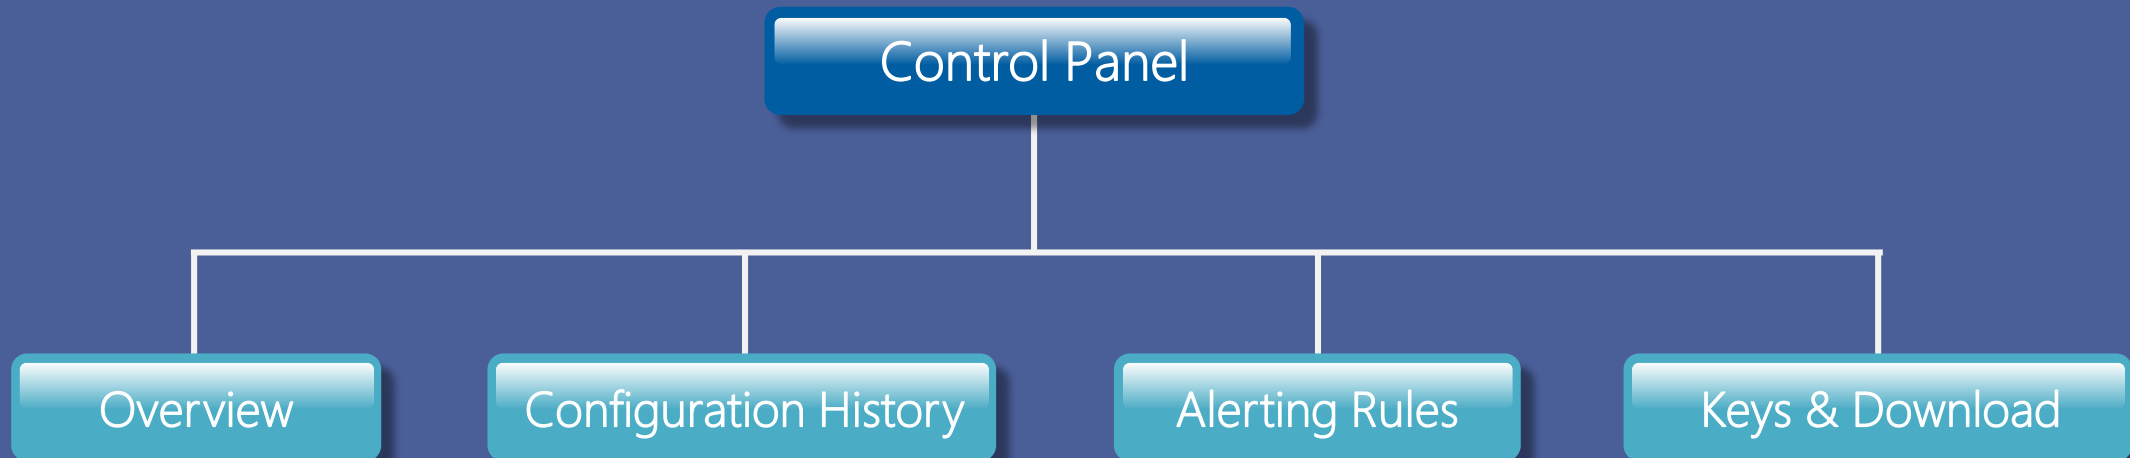 Control Panel
Overview
Configuration History
Alerting Rules
Keys & Download